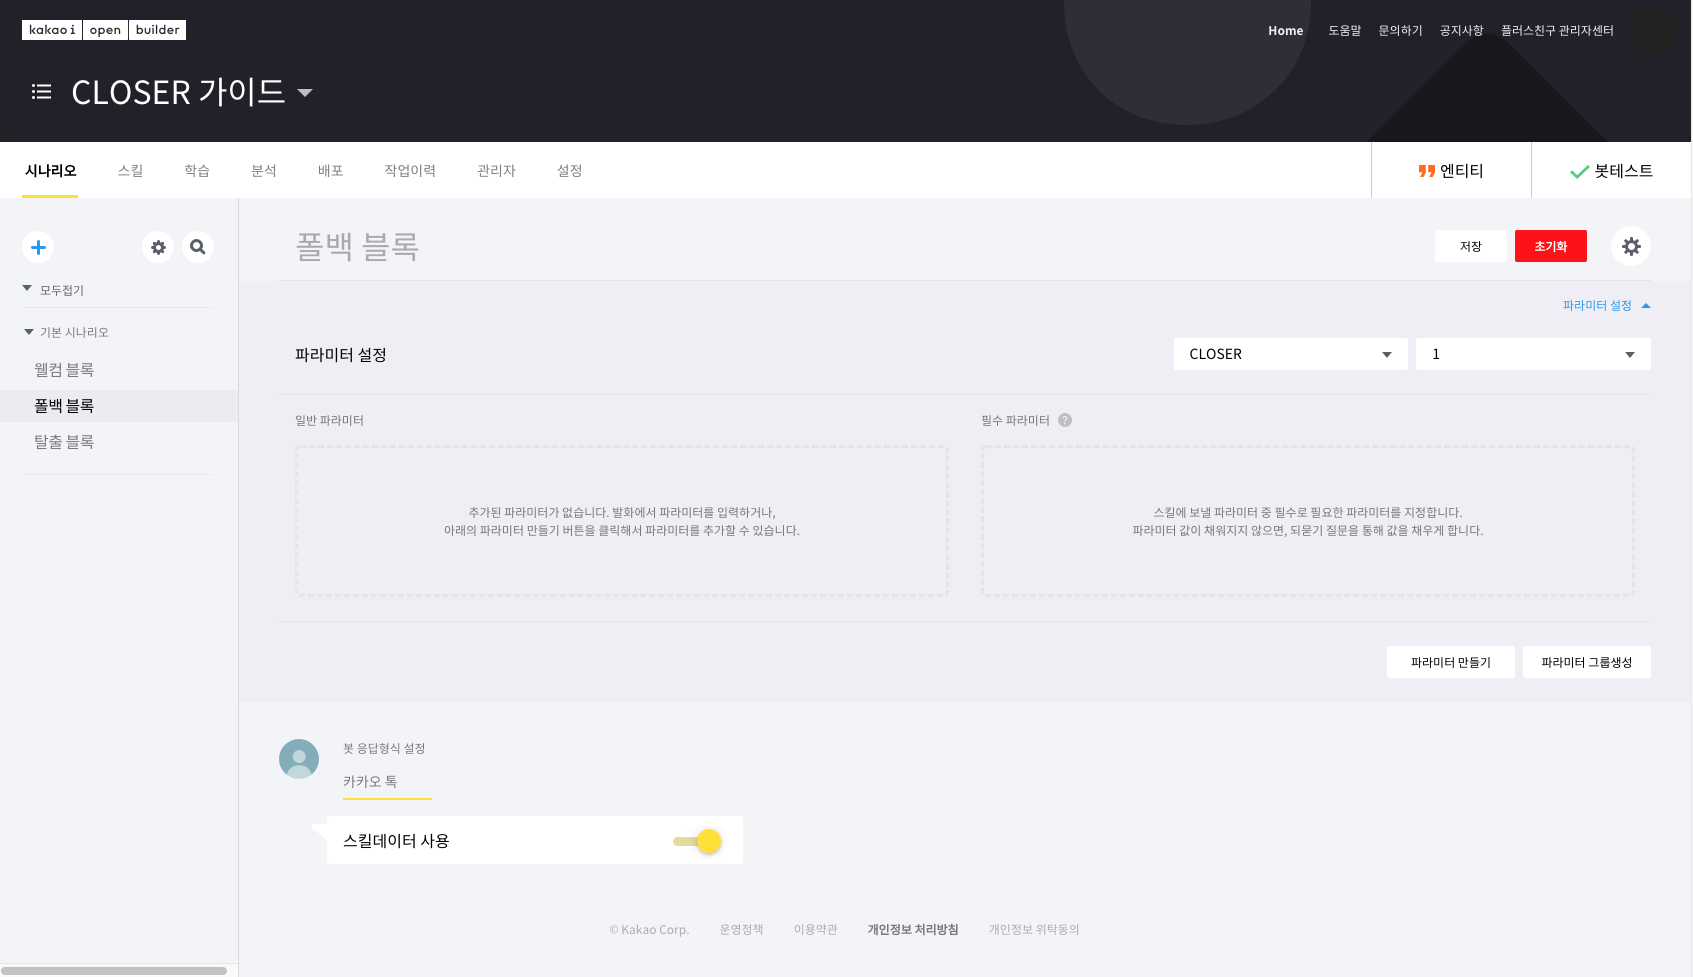 kakao i open builder
Home 도움말 문의하기 공지사항 플러스친구 관리자센터
CLOSER 가이드
시나리오 스킬 학습 분석 배포 작업이력 관리자 설정 엔티티 봇테스트
모두접기
기본 시나리오
웰컴 블록
폴백 블록
탈출 블록
폴백 블록
저장 초기화
파라미터 설정
파라미터 설정
CLOSER 1
일반 파라미터
추가된 파라미터가 없습니다. 발화에서 파라미터를 입력하거나,
아래의 파라미터 만들기 버튼을 클릭해서 파라미터를 추가할 수 있습니다.
필수 파라미터 ?
스킬에 보낼 파라미터 중 필수로 필요한 파라미터를 지정합니다.
파라미터 값이 채워지지 않으면, 되묻기 질문을 통해 값을 채우게 합니다.
파라미터 만들기 파라미터 그룹생성
봇 응답형식 설정
카카오 톡
스킬데이터 사용
© Kakao Corp. 운영정책 이용약관 개인정보 처리방침 개인정보 위탁동의